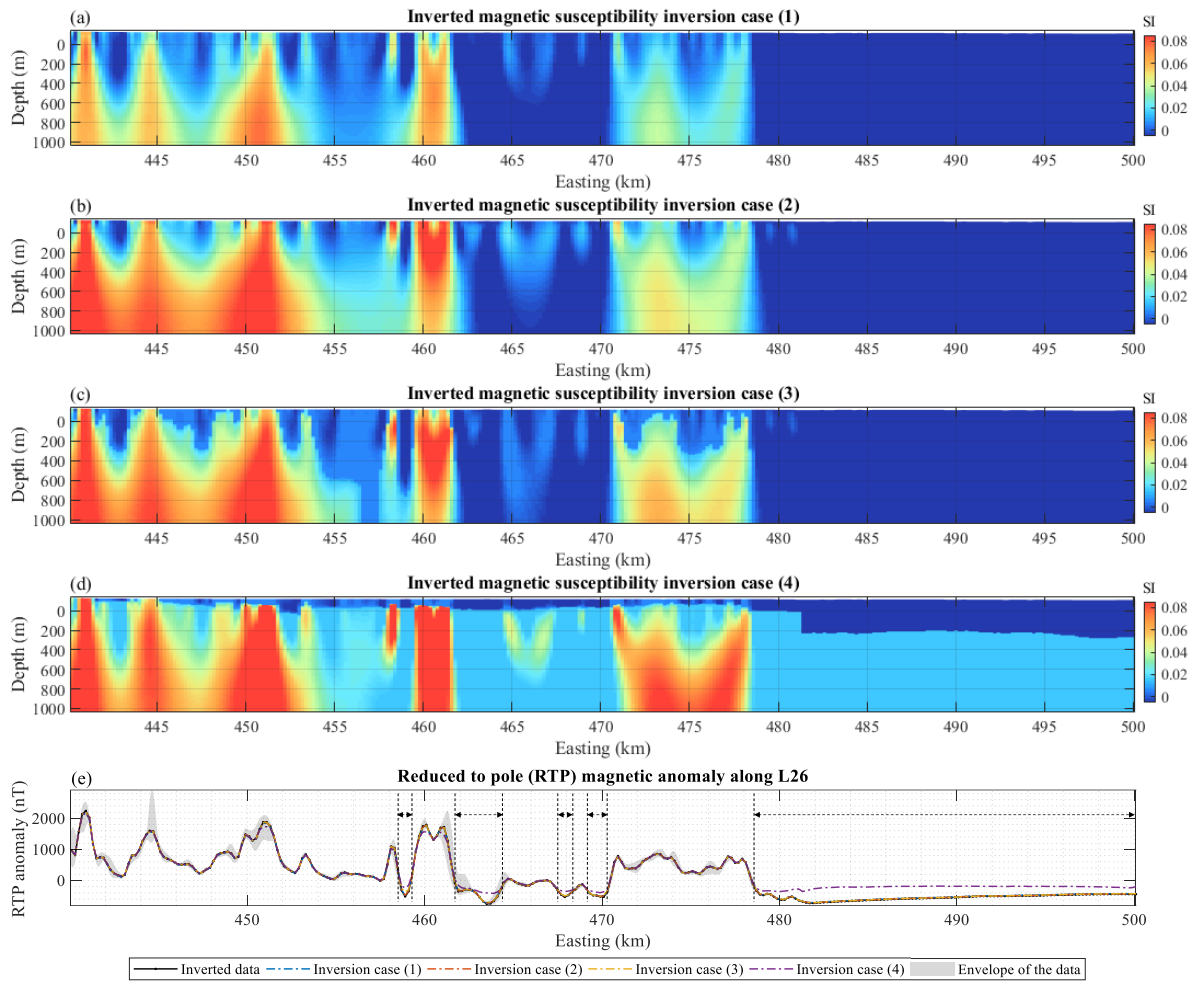 (a)
Inverted magnetic susceptibility inversion case (1)
SI
Depth (m)
0
200
400
600
800
1000
0.08
0.06
0.04
0.02
0
445 450 455 460 465 470 475 480 485 490 495 500
Easting (km)
(b)
Inverted magnetic susceptibility inversion case (2)
SI
Depth (m)
0
200
400
600
800
1000
0.08
0.06
0.04
0.02
0
445 450 455 460 465 470 475 480 485 490 495 500
Easting (km)
(c)
Inverted magnetic susceptibility inversion case (3)
SI
Depth (m)
0
200
400
600
800
1000
0.08
0.06
0.04
0.02
0
445 450 455 460 465 470 475 480 485 490 495 500
Easting (km)
(d)
Inverted magnetic susceptibility inversion case (4)
SI
Depth (m)
0
200
400
600
800
1000
0.08
0.06
0.04
0.02
0
445 450 455 460 465 470 475 480 485 490 495 500
Easting (km)
(e)
Reduced to pole (RTP) magnetic anomaly along L26
RTP anomaly (nT)
2000
1000
0
450 460 470 480 490 500
Easting (km)
Inverted data Inversion case (1) Inversion case (2) Inversion case (3) Inversion case (4) Envelope of the data